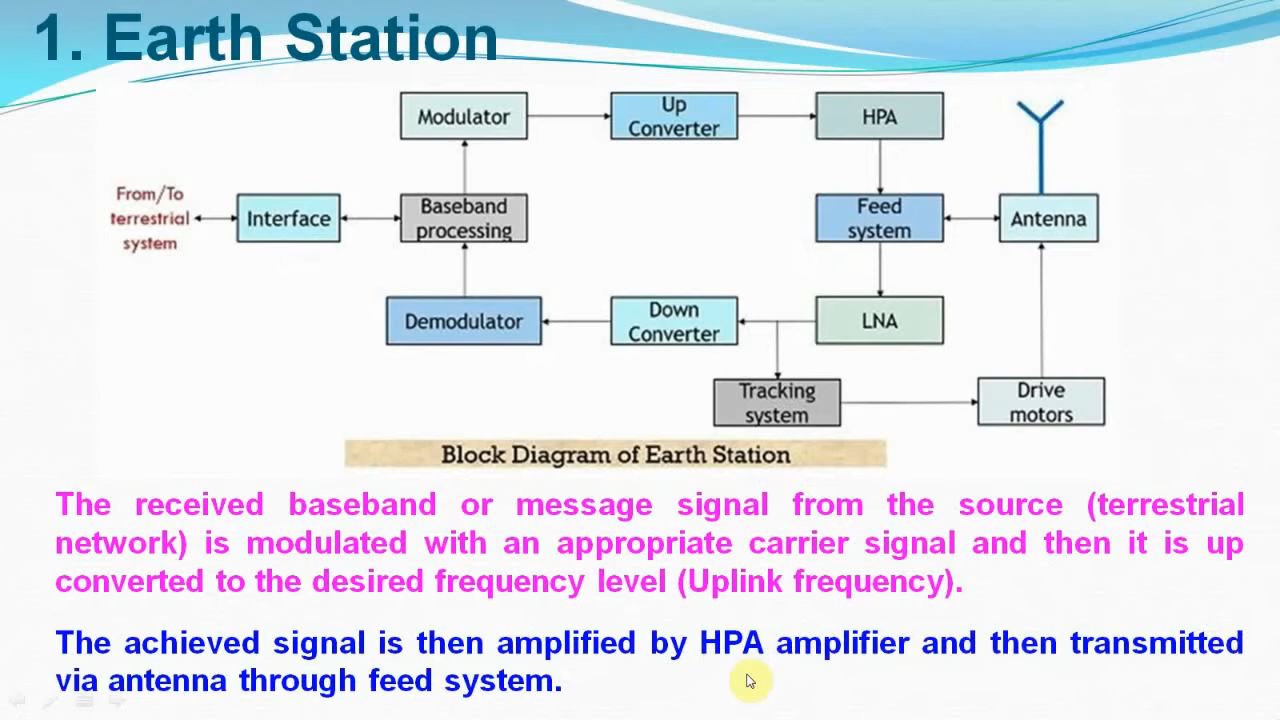 1. Earth Station
Modulator
Up
Converter
HPA
From/To
terrestrial
system
Interface
Baseband
processing
Feed
system
Antenna
Demodulator
Down
Converter
LNA
Tracking
system
Drive
motors
Block Diagram of Earth Station
The received baseband or message signal from the source (terrestrial
network) is modulated with an appropriate carrier signal and then it is up
converted to the desired frequency level (Uplink frequency).
The achieved signal is then amplified by HPA amplifier and then transmitted
via antenna through feed system.